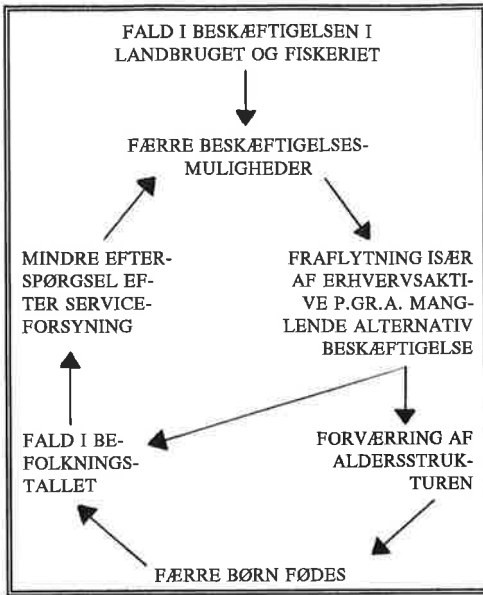 FALD I BESKÆFTIGELSEN I
LANDBRUGET OG FISKERIET
FÆRRE BESKÆFTIGELSES-
MULIGHEDER
MINDRE EFTER-
SPØRGSEL EF-
TER SERVICE-
FORSYNING
FRAFLYTNING ISÆR
AF ERHVERVSAKTI-
VE P.GR.A. MANG-
LENDE ALTERNATIV
BESKÆFTIGELSE
FALD I BE-
FOLKNINGS-
TALLET
FORVÆRRING AF
ALDERSSTRUK-
TUREN
FÆRRE BØRN FØDES